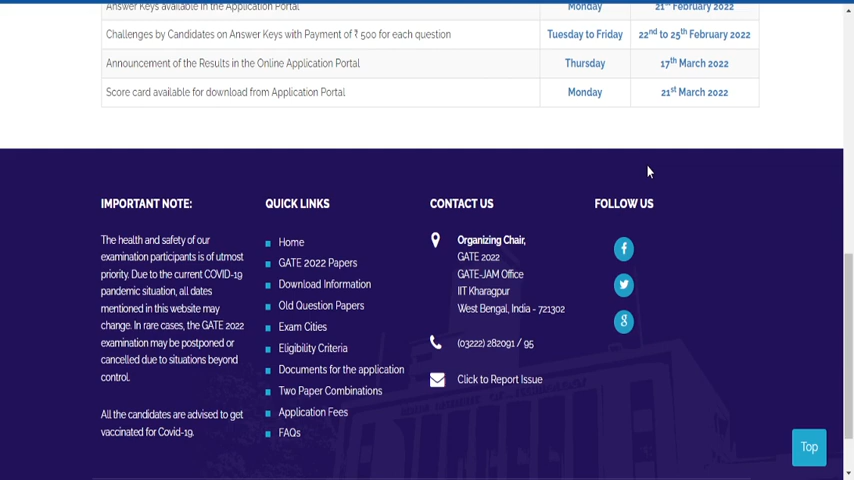 Answer Keys available in the Application Portal Monday 21st February 2022
Challenges by Candidates on Answer Keys with Payment of ₹ 500 for each question Tuesday to Friday 22nd to 25th February 2022
Announcement of the Results in the Online Application Portal Thursday 17th March 2022
Score card available for download from Application Portal Monday 21st March 2022
IMPORTANT NOTE:
The health and safety of our
examination participants is of utmost
priority. Due to the current COVID-19
pandemic situation, all dates
mentioned in this website may
change. In rare cases, the GATE 2022
examination may be postponed or
cancelled due to situations beyond
control.
All the candidates are advised to get
vaccinated for Covid-19.
QUICK LINKS
Home
GATE 2022 Papers
Download Information
Old Question Papers
Exam Cities
Eligibility Criteria
Documents for the application
Two Paper Combinations
Application Fees
FAQs
CONTACT US
Organizing Chair,
GATE 2022
GATE-JAM Office
IIT Kharagpur
West Bengal, India - 721302
(03222) 282091 / 95
Click to Report Issue
FOLLOW US
Top